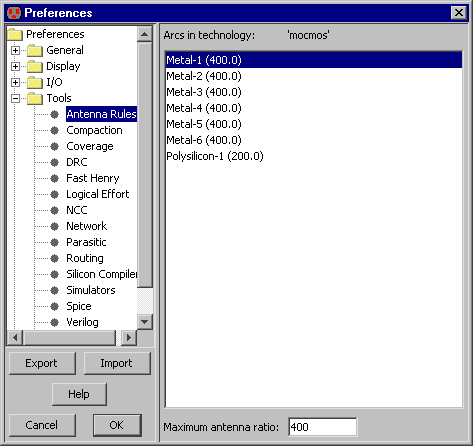 Preferences
Preferences
General
Display
I/O
Tools
Antenna Rules
Compaction
Coverage
DRC
Fast Henry
Logical Effort
NCC
Network
Parasitic
Routing
Silicon Compiler
Simulators
Spice
Verilog
Export Import
Help
Cancel OK
Arcs in technology: 'mocmos'
Metal-1 (400.0)
Metal-2 (400.0)
Metal-3 (400.0)
Metal-4 (400.0)
Metal-5 (400.0)
Metal-6 (400.0)
Polysilicon-1 (200.0)
Maximum antenna ratio: 400